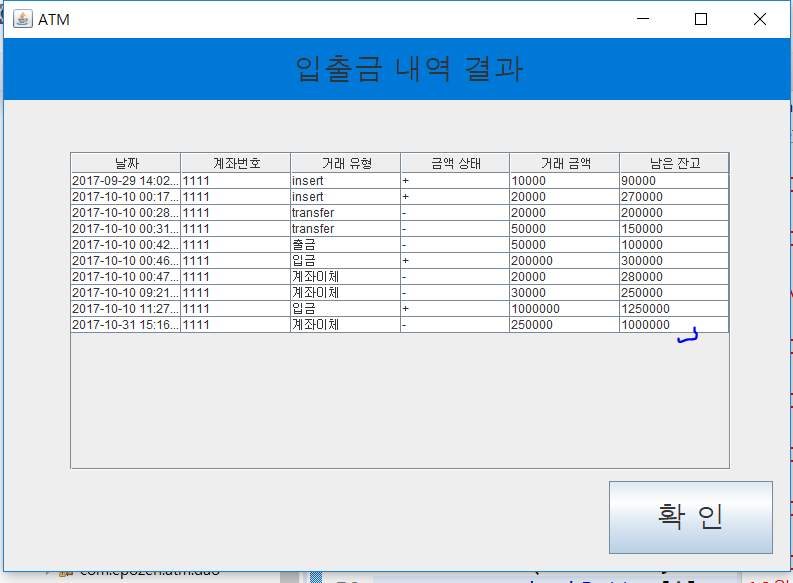 ATM
입출금 내역 결과
날짜 계좌번호 거래 유형 금액 상태 거래 금액 남은 잔고
2017-09-29 14:02... 1111 insert + 10000 90000
2017-10-10 00:17... 1111 insert + 20000 270000
2017-10-10 00:28... 1111 transfer - 20000 200000
2017-10-10 00:31... 1111 transfer - 50000 150000
2017-10-10 00:42... 1111 출금 - 50000 100000
2017-10-10 00:46... 1111 입금 + 200000 300000
2017-10-10 00:47... 1111 계좌이체 - 20000 280000
2017-10-10 09:21... 1111 계좌이체 - 30000 250000
2017-10-10 11:27... 1111 입금 + 1000000 1250000
2017-10-31 15:16... 1111 계좌이체 - 250000 1000000
확 인
com.epozen.atm.dao